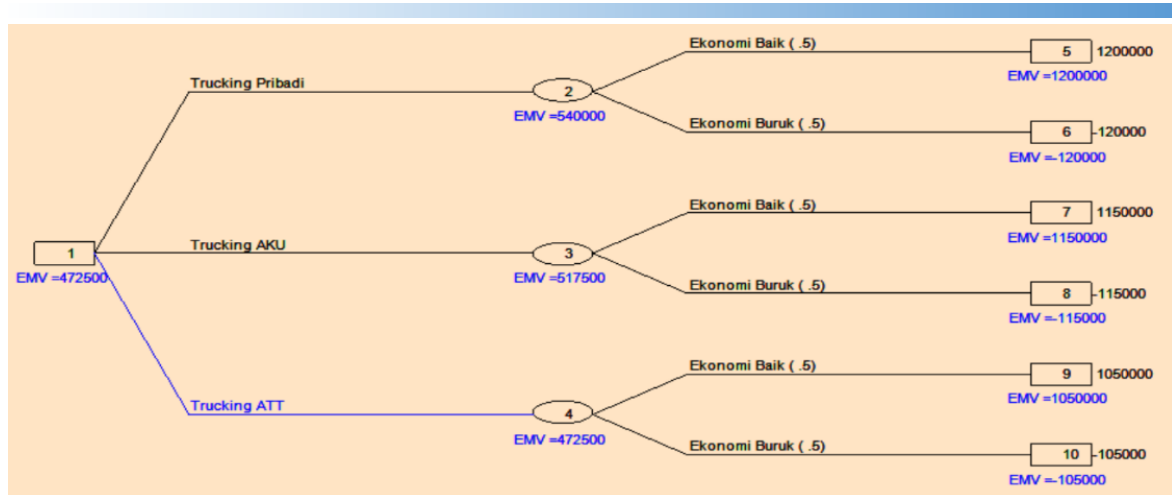 Ekonomi Baik ( .5)
5 1200000
EMV =1200000
Trucking Pribadi
2
EMV =540000
Ekonomi Buruk ( .5)
6 -120000
EMV =-120000
Ekonomi Baik ( .5)
7 1150000
EMV =1150000
1
EMV =472500
Trucking AKU
3
EMV =517500
Ekonomi Buruk ( .5)
8 -115000
EMV =-115000
Ekonomi Baik ( .5)
9 1050000
EMV =1050000
Trucking ATT
4
EMV =472500
Ekonomi Buruk ( .5)
10 -105000
EMV =-105000